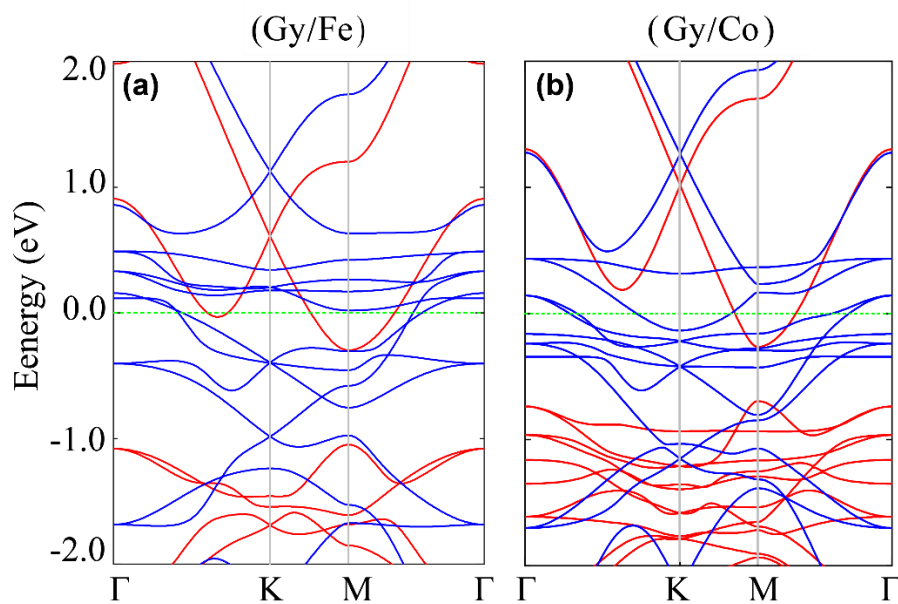 (Gy/Fe) (Gy/Co)
(a) (b)
Eenergy (eV)
2.0
1.0
0.0
-1.0
-2.0
Γ K M Γ Γ K M Γ